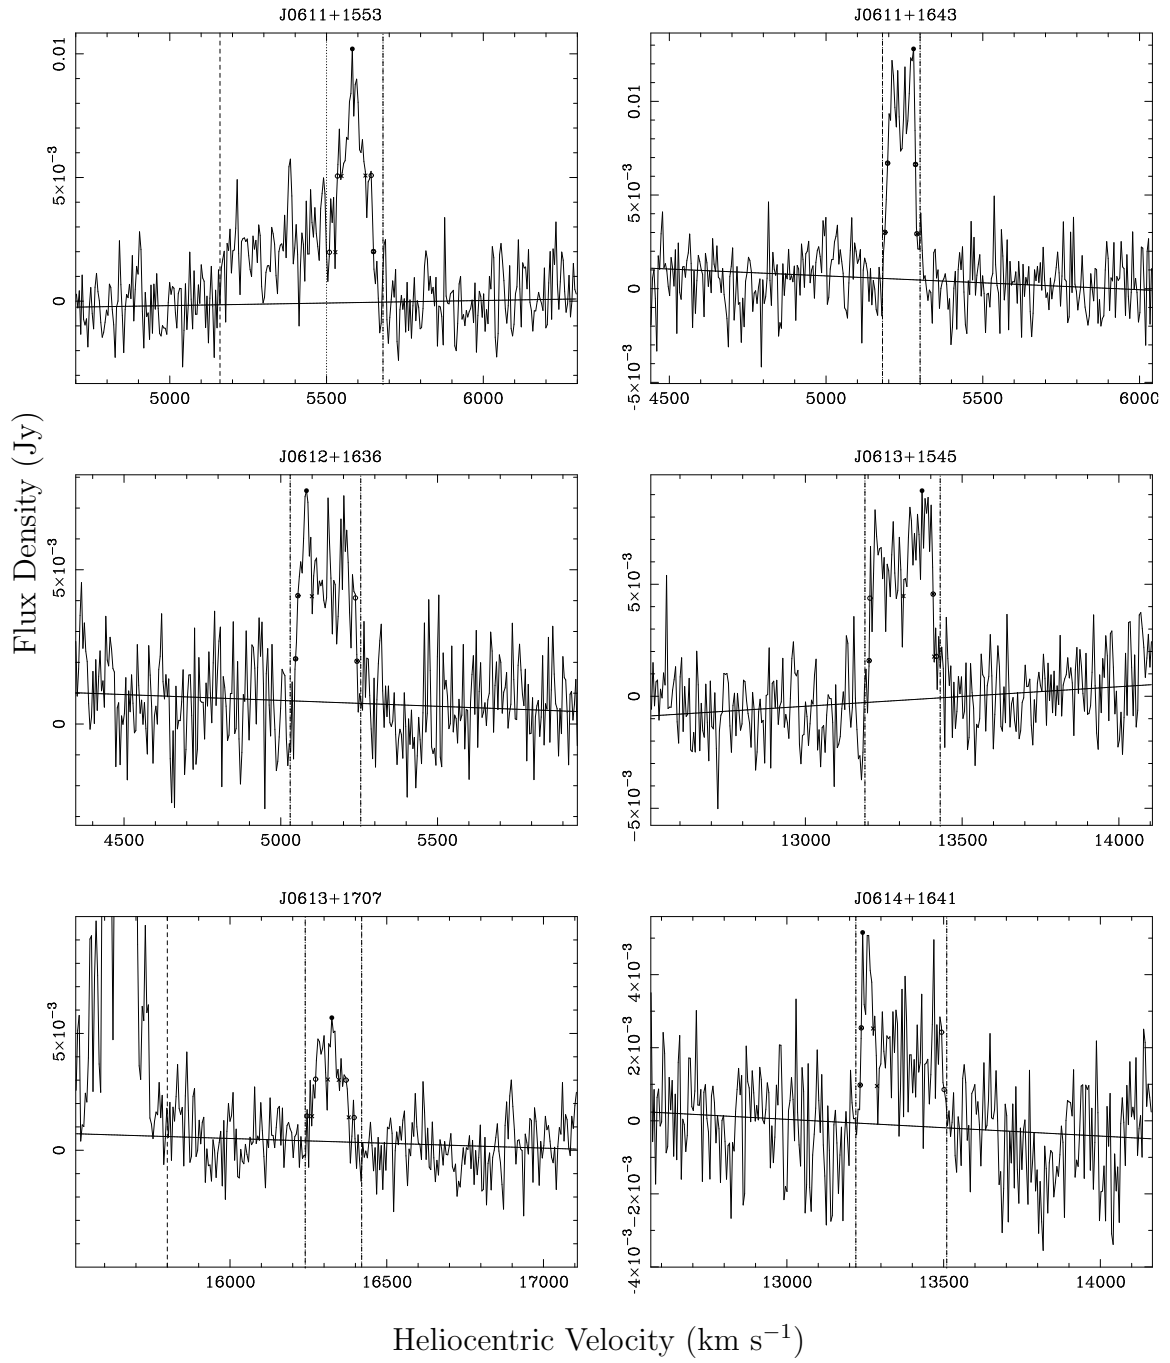 J0611+1553
J0611+1643
0.01
5×10⁻³
0
5000 5500 6000
0.01
5×10⁻³
0
-5×10⁻³
4500 5000 5500 6000
Flux Density (Jy)
J0612+1636
J0613+1545
5×10⁻³
0
4500 5000 5500
5×10⁻³
0
−5×10⁻³
13000 13500 14000
J0613+1707
J0614+1641
5×10⁻³
0
16000 16500 17000
4×10⁻³
2×10⁻³
0
−2×10⁻³
-4×10⁻³
13000 13500 14000
Heliocentric Velocity (km s⁻¹)